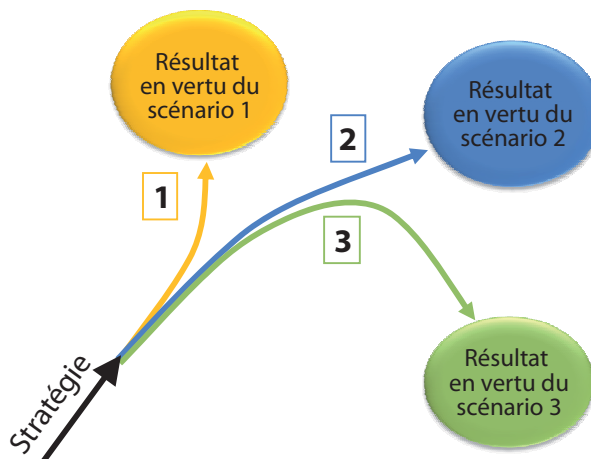 Résultat
en vertu du
scénario 1
Résultat
en vertu du
scénario 2
1
2
3
Stratégie
Résultat
en vertu du
scénario 3